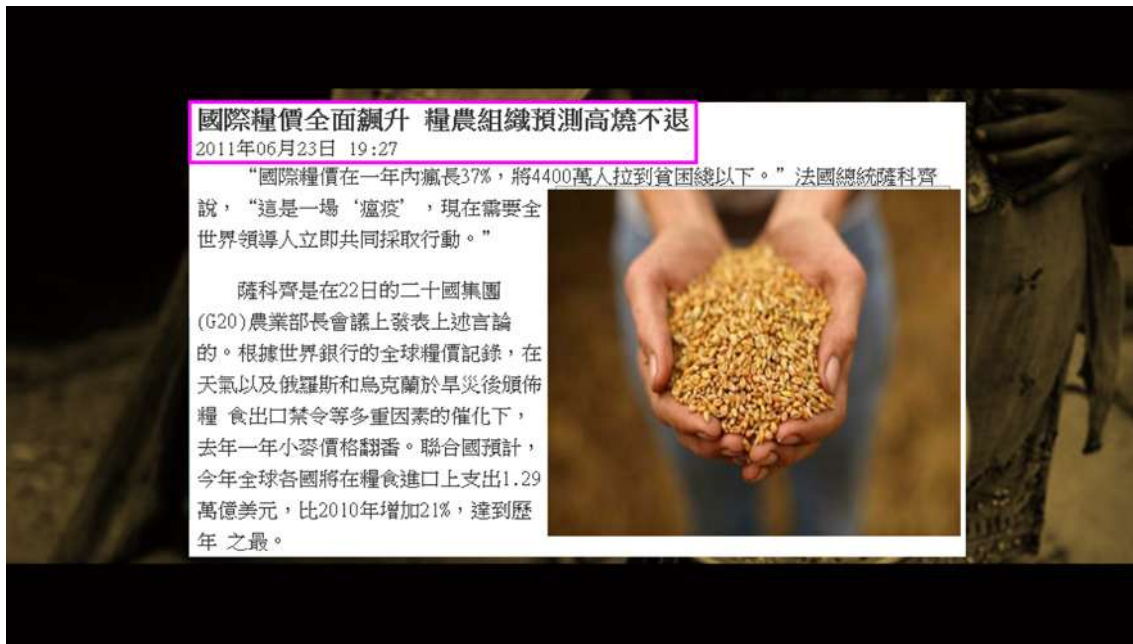 國際糧價全面飆升 糧農組織預測高燒不退
2011年06月23日 19:27
“國際糧價在一年內瘋長37%，將4400萬人拉到貧困綫以下。”法國總統薩科齊
說，“這是一場‘瘟疫’，現在需要全
世界領導人立即共同採取行動。”
薩科齊是在22日的二十國集團
(G20)農業部長會議上發表上述言論
的。根據世界銀行的全球糧價記錄，在
天氣以及俄羅斯和烏克蘭於旱災後頒佈
糧 食出口禁令等多重因素的催化下，
去年一年小麥價格翻番。聯合國預計，
今年全球各國將在糧食進口上支出1.29
萬億美元，比2010年增加21%，達到歷
年 之最。